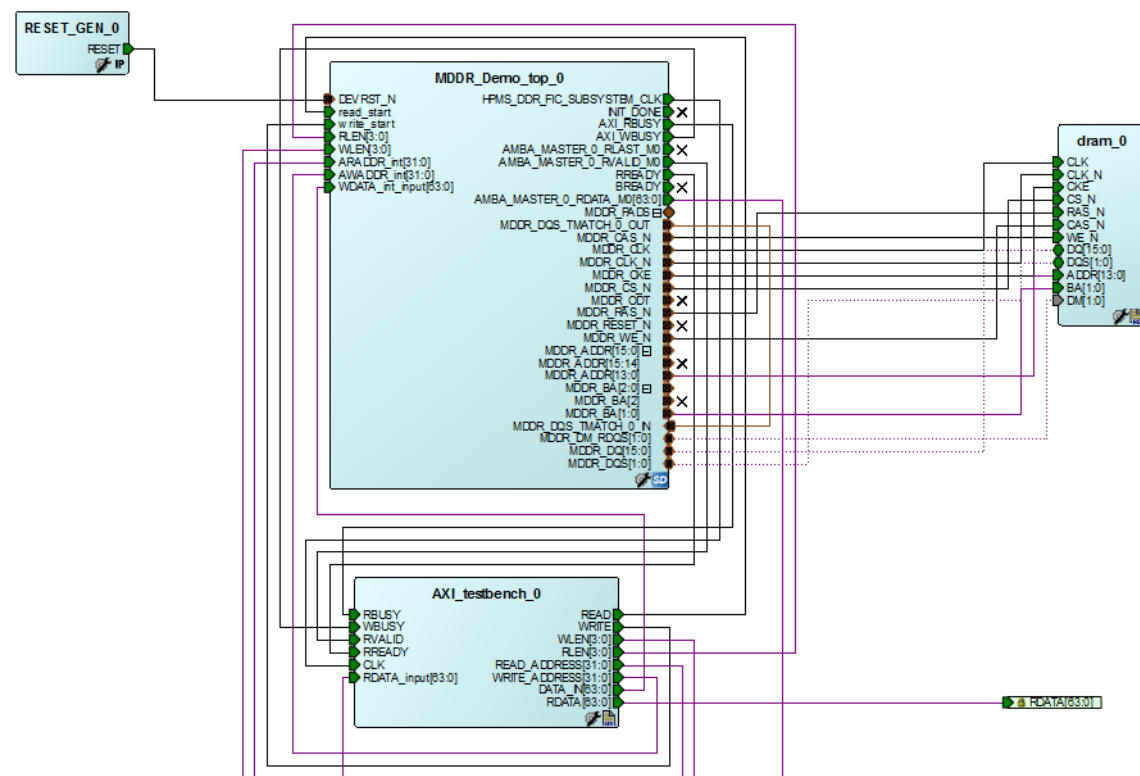 RESET_GEN_0
RESET
IP
MDDR_Demo_top_0
DEVRST_N
read_start
write_start
RLEN[3:0]
WLEN[3:0]
ARADDR_int[31:0]
AWADDR_int[31:0]
WDATA_int_input[63:0]
HPMS_DDR_FIC_SUBSYSTEM_CLK
INIT_DONE
AXI_RBUSY
AXI_WBUSY
AMBA_MASTER_0_RLAST_M0
AMBA_MASTER_0_RVALID_M0
RREADY
BREADY
AMBA_MASTER_0_RDATA_M0[63:0]
MDDR_PADS
MDDR_DQS_TMATCH_0_OUT
MDDR_CAS_N
MDDR_CLK
MDDR_CLK_N
MDDR_CKE
MDDR_CS_N
MDDR_ODT
MDDR_RAS_N
MDDR_RESET_N
MDDR_WE_N
MDDR_ADDR[15:0]
MDDR_ADDR[15:14]
MDDR_ADDR[13:0]
MDDR_BA[2:0]
MDDR_BA[2]
MDDR_BA[1:0]
MDDR_DQS_TMATCH_0_IN
MDDR_DM_RDQS[1:0]
MDDR_DQ[15:0]
MDDR_DQS[1:0]
SD
dram_0
CLK
CLK_N
CKE
CS_N
RAS_N
CAS_N
WE_N
DQ[15:0]
DQS[1:0]
ADDR[13:0]
BA[1:0]
DM[1:0]
AXI_testbench_0
RBUSY
WBUSY
RVALID
RREADY
CLK
RDATA_input[63:0]
READ
WRITE
WLEN[3:0]
RLEN[3:0]
READ_ADDRESS[31:0]
WRITE_ADDRESS[31:0]
DATA_IN[63:0]
RDATA[63:0]
RDATA[63:0]